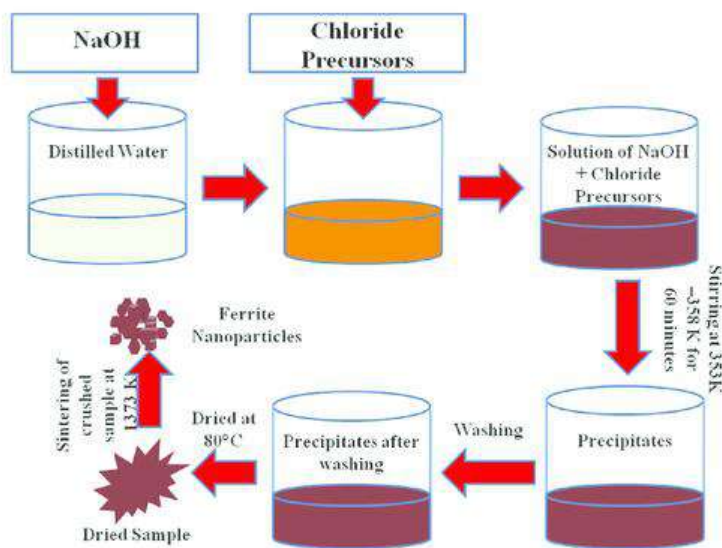 NaOH
Chloride
Precursors
Distilled Water
Solution of NaOH
+ Chloride
Precursors
Stirring at 353K
–358 K for
60 minutes
Precipitates
Washing
Precipitates after
washing
Dried at
80°C
Dried Sample
Sintering of
crushed
sample at
1373 K
Ferrite
Nanoparticles